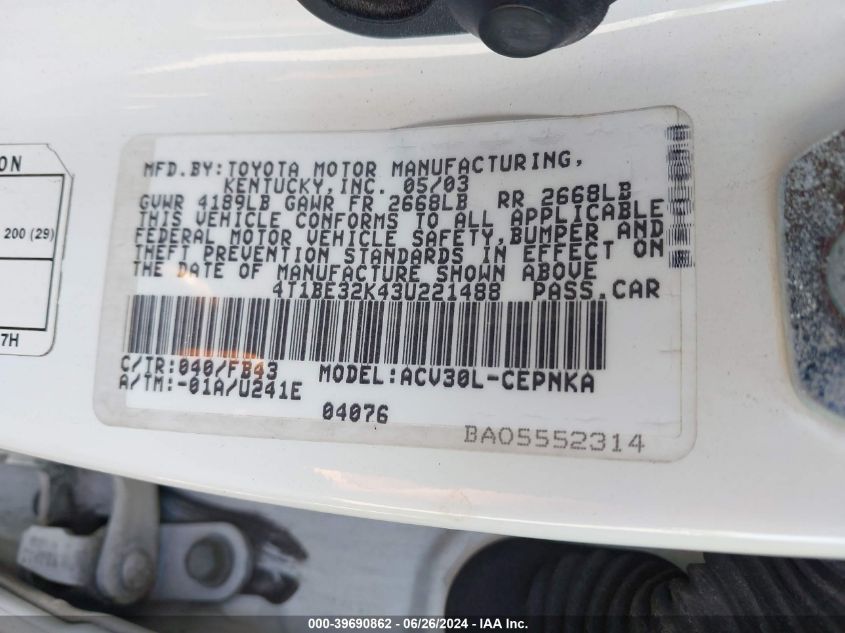 MFD.BY:TOYOTA MOTOR MANUFACTURING,
KENTUCKY,INC. 05/03
GVWR 4189LB GAWR FR 2668LB RR 2668LB
THIS VEHICLE CONFORMS TO ALL APPLICABLE
FEDERAL MOTOR VEHICLE SAFETY,BUMPER AND
THEFT PREVENTION STANDARDS IN EFFECT ON
THE DATE OF MANUFACTURE SHOWN ABOVE
4T1BE32K43U221488 PASS.CAR
C/TR:040/FB43 MODEL:ACV30L-CEPNKA
A/TM:-01A/U241E
04076
BA05552314
ON
200 (29)
7H
000-39690862 / 06/26/2024 / IAA Inc. - Copart